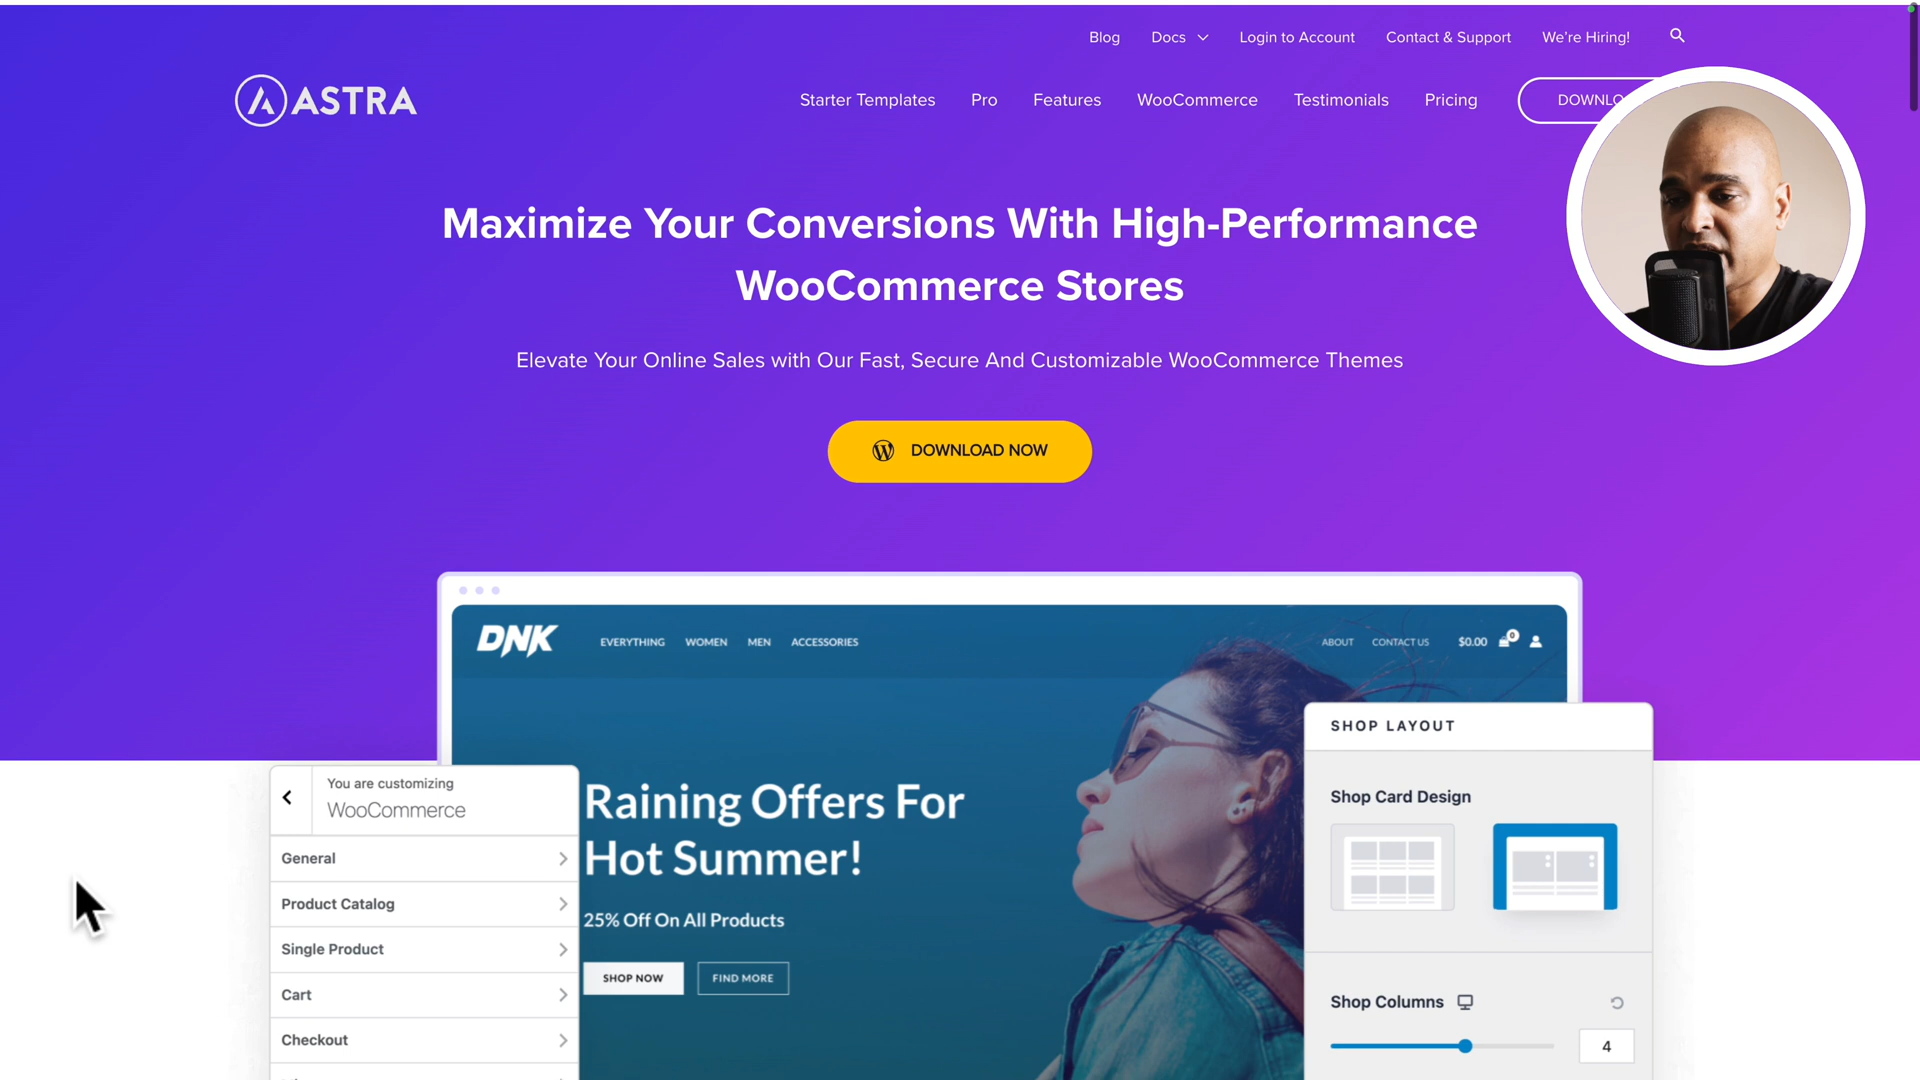 Blog Docs Login to Account Contact & Support We're Hiring!
ASTRA
Starter Templates Pro Features WooCommerce Testimonials Pricing
Maximize Your Conversions With High-Performance
WooCommerce Stores
Elevate Your Online Sales with Our Fast, Secure And Customizable WooCommerce Themes
DOWNLOAD NOW
DNK EVERYTHING WOMEN MEN ACCESSORIES ABOUT CONTACT US $0.00 0
SHOP LAYOUT
You are customizing
WooCommerce
General
Product Catalog
Single Product
Cart
Checkout
Raining Offers For
Hot Summer!
25% Off On All Products
SHOP NOW FIND MORE
Shop Card Design
Shop Columns
4